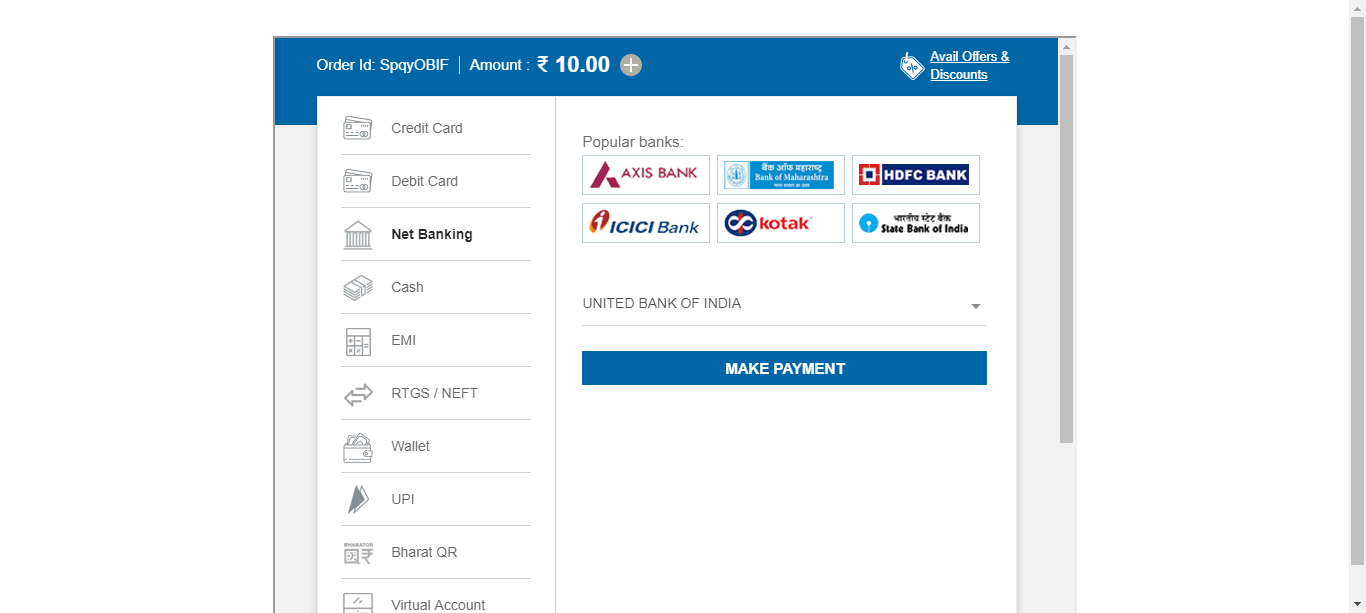 Order Id: SpqyOBIF | Amount : ₹ 10.00
Avail Offers &
Discounts
Credit Card
Debit Card
Net Banking
Cash
EMI
RTGS / NEFT
Wallet
UPI
BHARATQR
Bharat QR
Virtual Account
Popular banks:
AXIS BANK
बैंक ऑफ महाराष्ट्र
Bank of Maharashtra
HDFC BANK
ICICI Bank
kotak
भारतीय स्टेट बैंक
State Bank of India
UNITED BANK OF INDIA
MAKE PAYMENT